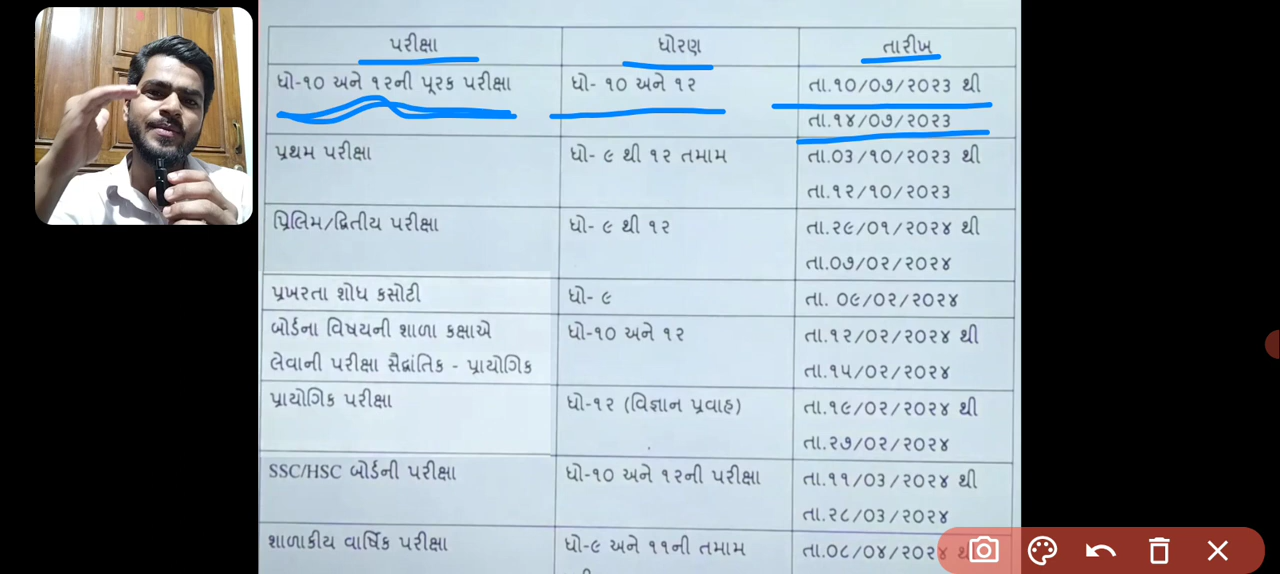 પરીક્ષા ધોરણ તારીખ
ધો-૧૦ અને ૧૨ની પૂરક પરીક્ષા ધો- ૧૦ અને ૧૨ તા.૧૦/૦૭/૨૦૨૩ થી
તા.૧૪/૦૭/૨૦૨૩
પ્રથમ પરીક્ષા ધો- ૯ થી ૧૨ તમામ તા.૦૩/૧૦/૨૦૨૩ થી
તા.૧૨/૧૦/૨૦૨૩
પ્રિલિમ/દ્વિતીય પરીક્ષા ધો- ૯ થી ૧૨ તા.૨૯/૦૧/૨૦૨૪ થી
તા.૦૭/૦૨/૨૦૨૪
પ્રખરતા શોધ કસોટી ધો- ૯ તા. ૦૯/૦૨/૨૦૨૪
બોર્ડના વિષયની શાળા કક્ષાએ ધો-૧૦ અને ૧૨ તા.૧૨/૦૨/૨૦૨૪ થી
લેવાની પરીક્ષા સૈદ્ધાંતિક - પ્રાયોગિક તા.૧૫/૦૨/૨૦૨૪
પ્રાયોગિક પરીક્ષા ધો-૧૨ (વિજ્ઞાન પ્રવાહ) તા.૧૯/૦૨/૨૦૨૪ થી
તા.૨૭/૦૨/૨૦૨૪
SSC/HSC બોર્ડની પરીક્ષા ધો-૧૦ અને ૧૨ની પરીક્ષા તા.૧૧/૦૩/૨૦૨૪ થી
તા.૨૮/૦૩/૨૦૨૪
શાળાકીય વાર્ષિક પરીક્ષા ધો-૯ અને ૧૧ની તમામ તા.૦૮/૦૪/૨૦૨૪ થી